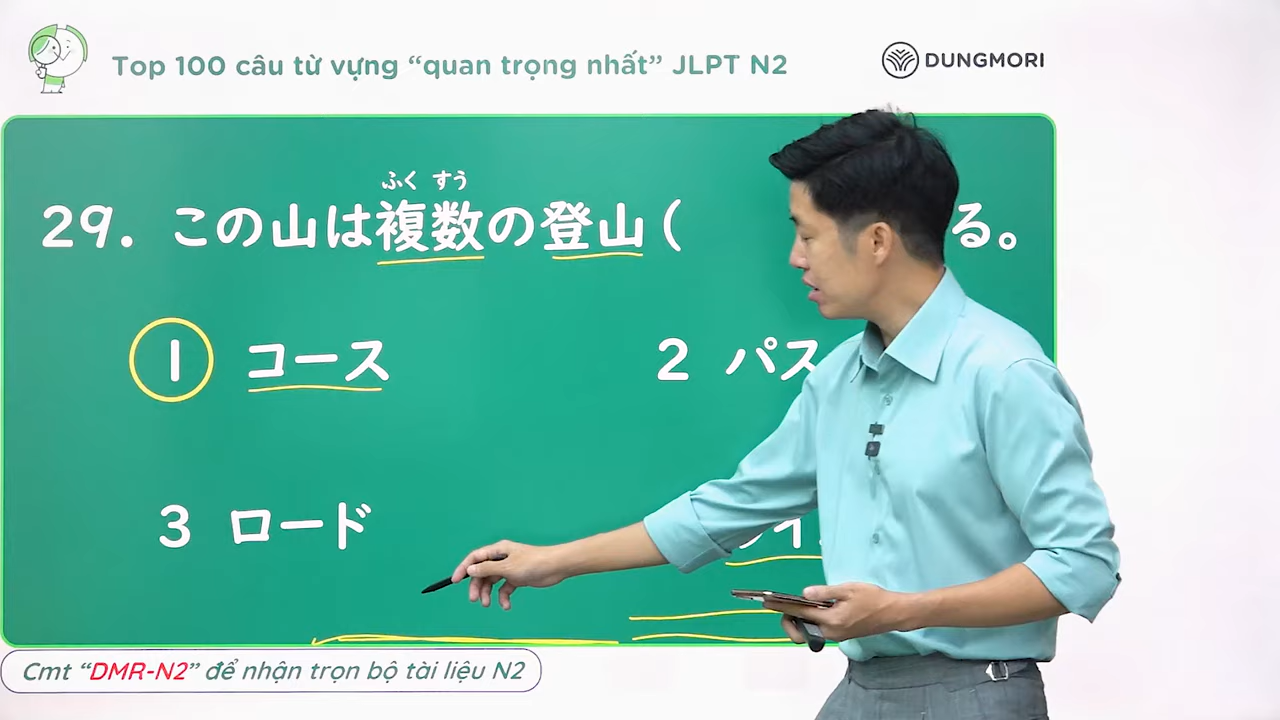 Top 100 câu từ vựng “quan trọng nhất” JLPT N2
DUNGMORI
ふく すう
29. この山は複数の登山( る。
1 コース
2 パス
3 ロード
Cmt “DMR-N2” để nhận trọn bộ tài liệu N2